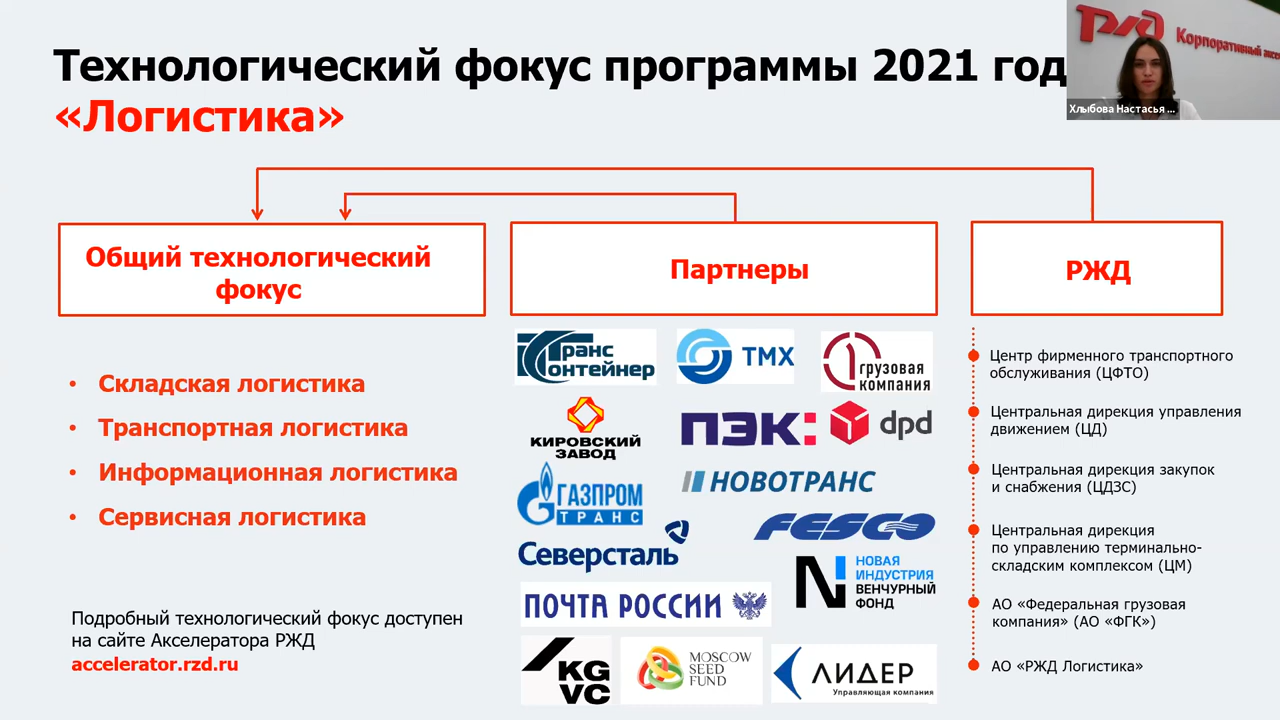 Технологический фокус программы 2021 год
«Логистика»
РЖД
Корпоративный
Хлыбова Настасья ...
Общий технологический
фокус
Партнеры
РЖД
• Складская логистика
• Транспортная логистика
• Информационная логистика
• Сервисная логистика
Подробный технологический фокус доступен
на сайте Акселератора РЖД
accelerator.rzd.ru
Транс
Контейнер
ТМХ
грузовая
компания
КИРОВСКИЙ
ЗАВОД
ПЭК:
dpd
ГАЗПРОМ
ТРАНС
НОВОТРАНС
FESCO
Северсталь
НОВАЯ
ИНДУСТРИЯ
ВЕНЧУРНЫЙ
ФОНД
ПОЧТА РОССИИ
KG
VC
MOSCOW
SEED
FUND
ЛИДЕР
Управляющая компания
Центр фирменного транспортного
обслуживания (ЦФТО)
Центральная дирекция управления
движением (ЦД)
Центральная дирекция закупок
и снабжения (ЦДЗС)
Центральная дирекция
по управлению терминально-
складским комплексом (ЦМ)
АО «Федеральная грузовая
компания» (АО «ФГК»)
АО «РЖД Логистика»